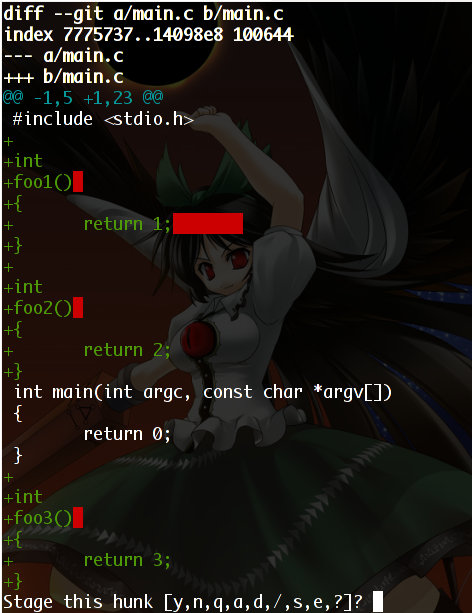 diff --git a/main.c b/main.c
index 7775737..14098e8 100644
--- a/main.c
+++ b/main.c
@@ -1,5 +1,23 @@
 #include <stdio.h>
+
+int
+foo1()
+{
+       return 1;
+}
+
+int
+foo2()
+{
+       return 2;
+}
 int main(int argc, const char *argv[])
 {
        return 0;
 }
+
+int
+foo3()
+{
+       return 3;
+}
Stage this hunk [y,n,q,a,d,/,s,e,?]?